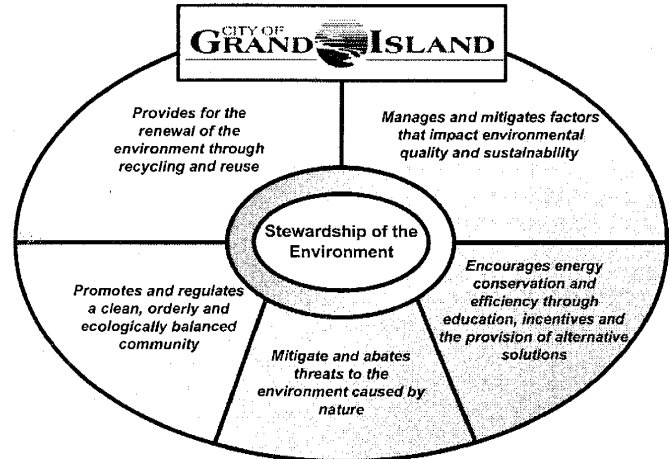 CITY OF
GRAND ISLAND
Provides for the
renewal of the
environment through
recycling and reuse
Manages and mitigates factors
that impact environmental
quality and sustainability
Stewardship of the
Environment
Promotes and regulates
a clean, orderly and
ecologically balanced
community
Mitigate and abates
threats to the
environment caused by
nature
Encourages energy
conservation and
efficiency through
education, incentives and
the provision of alternative
solutions